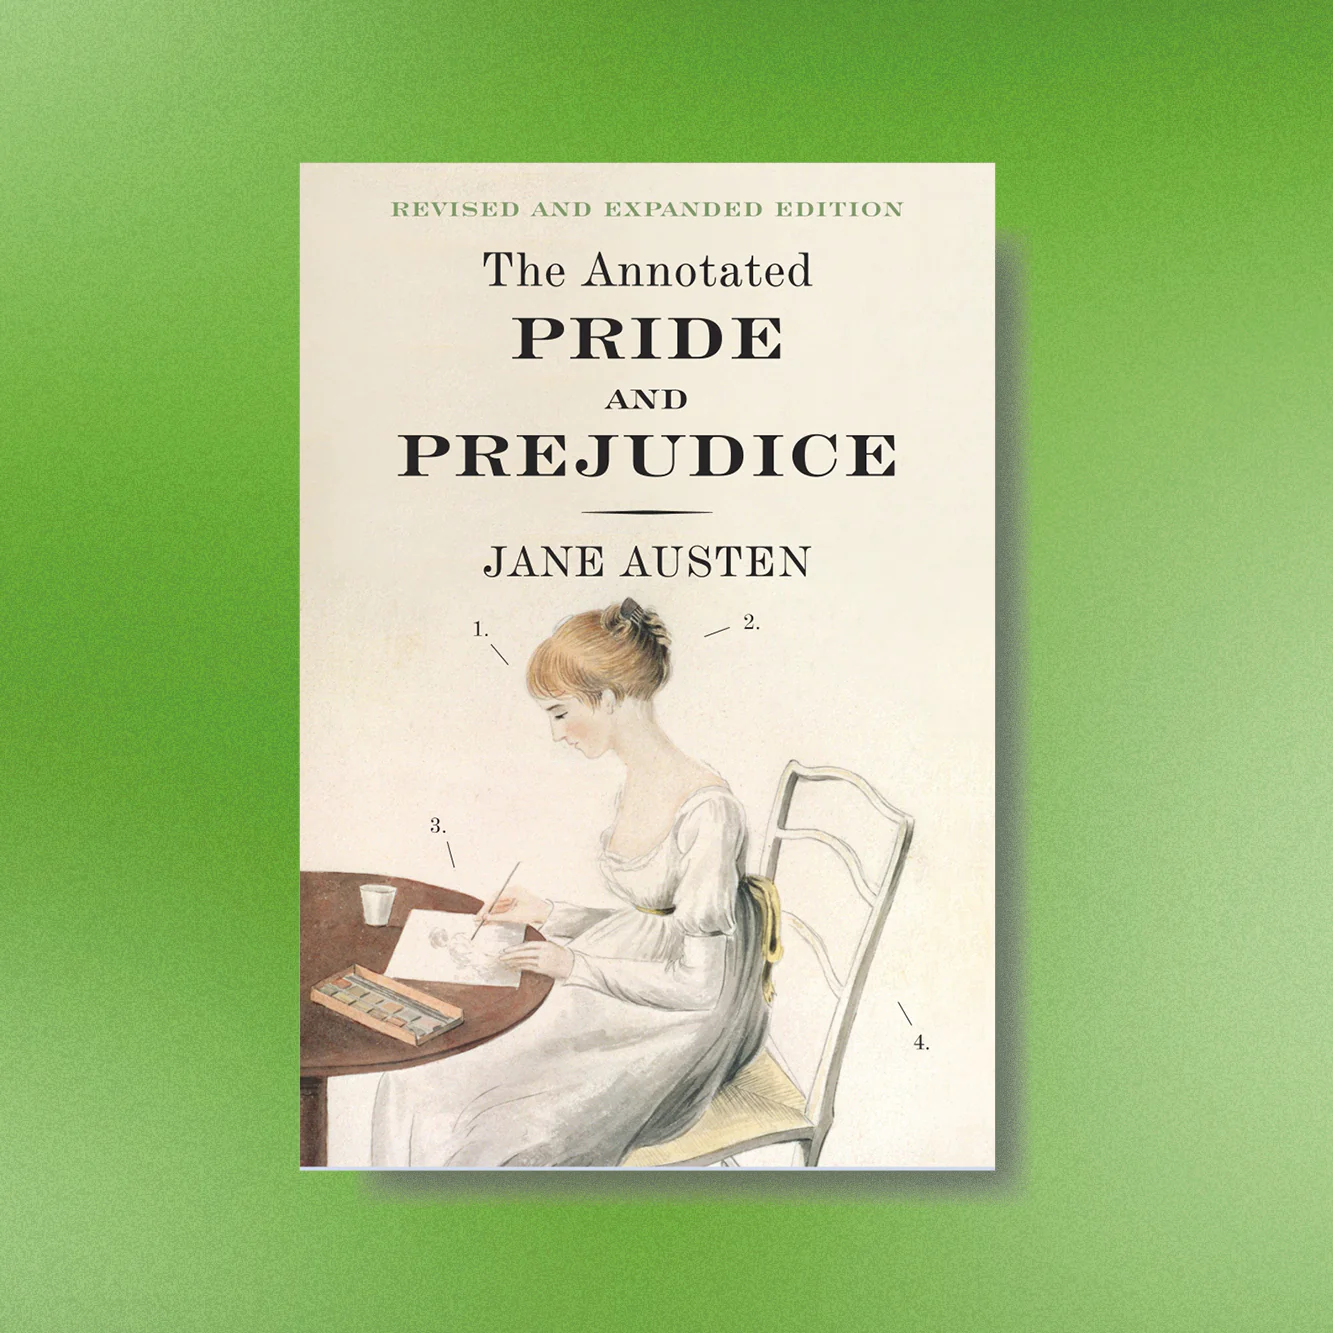 REVISED AND EXPANDED EDITION
The Annotated
PRIDE
AND
PREJUDICE
JANE AUSTEN
1.
2.
3.
4.